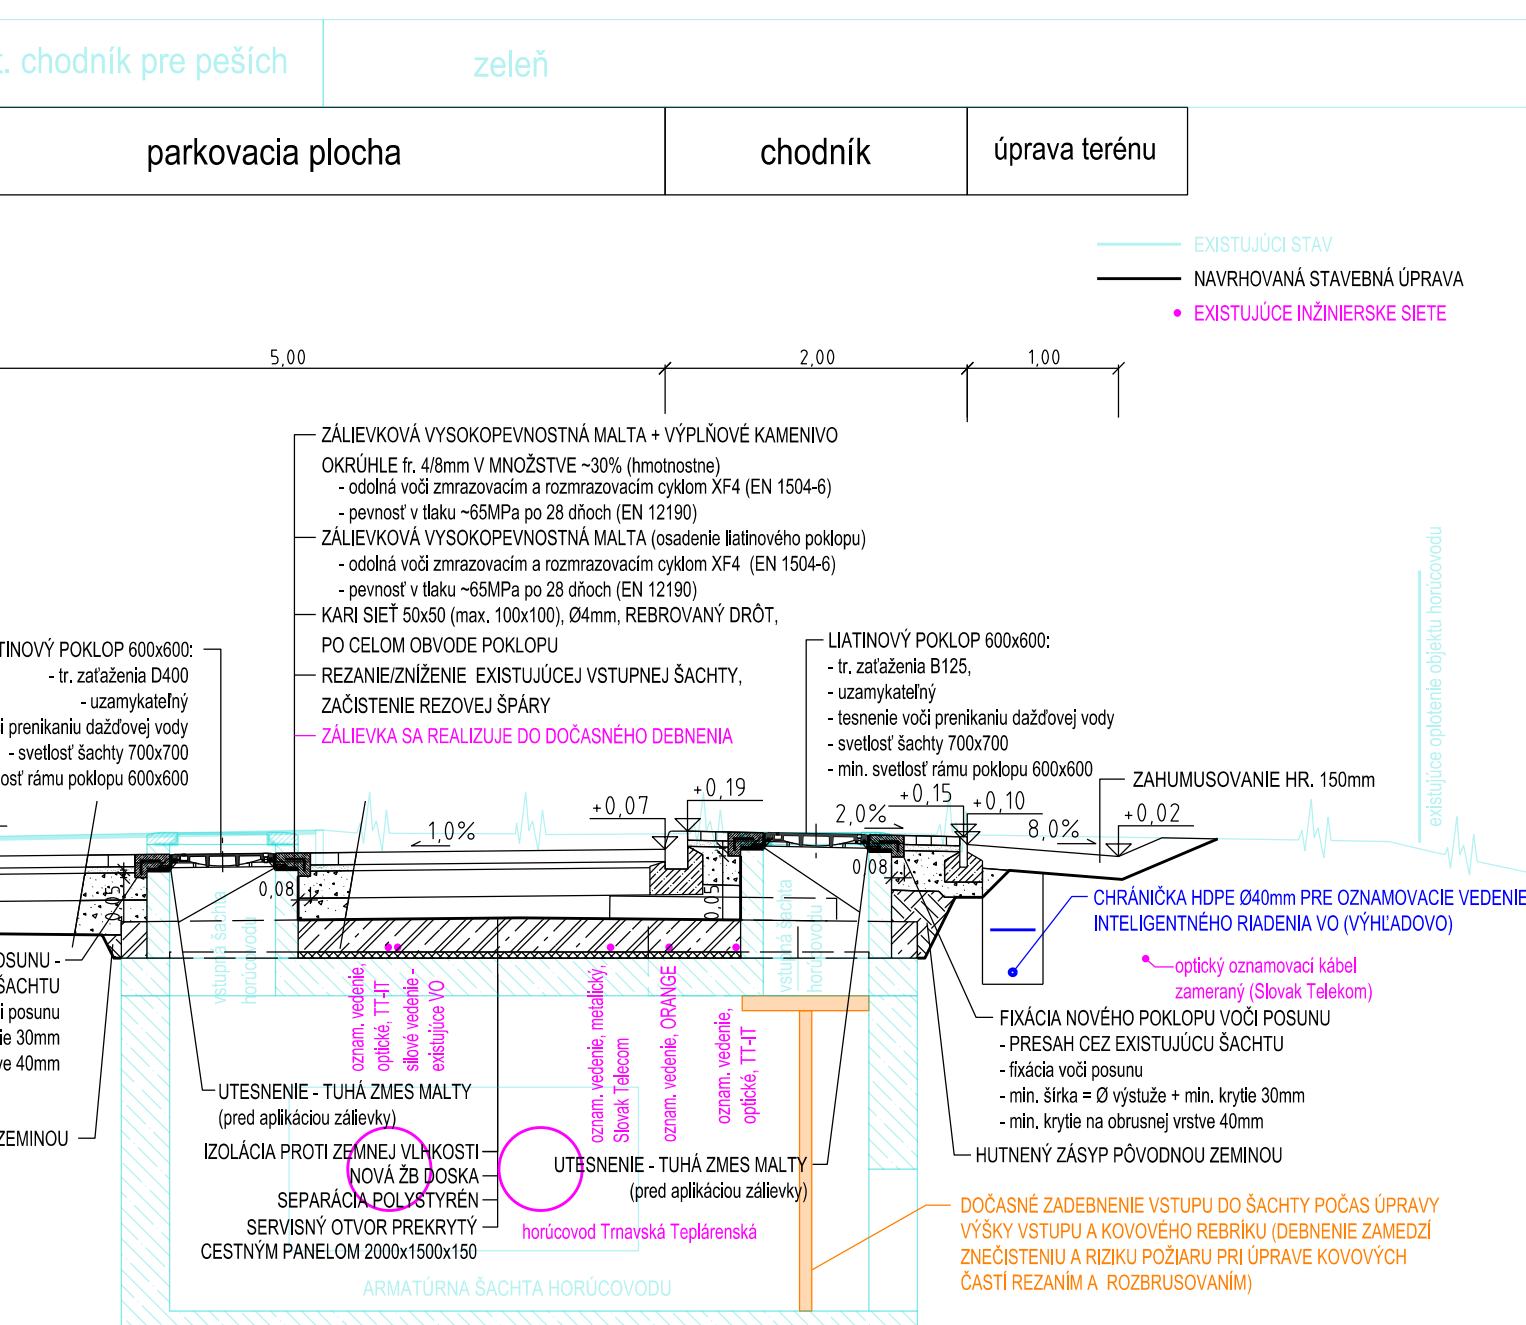 t. chodník pre peších
zeleň
parkovacia plocha
chodník
úprava terénu
EXISTUJÚCI STAV
NAVRHOVANÁ STAVEBNÁ ÚPRAVA
EXISTUJÚCE INŽINIERSKE SIETE
5,00
2,00
1,00
ZÁLIEVKOVÁ VYSOKOPEVNOSTNÁ MALTA + VÝPLŇOVÉ KAMENIVO
OKRÚHLE fr. 4/8mm V MNOŽSTVE ~30% (hmotnostne)
- odolná voči zmrazovacím a rozmrazovacím cyklom XF4 (EN 1504-6)
- pevnosť v tlaku ~65MPa po 28 dňoch (EN 12190)
ZÁLIEVKOVÁ VYSOKOPEVNOSTNÁ MALTA (osadenie liatinového poklopu)
- odolná voči zmrazovacím a rozmrazovacím cyklom XF4 (EN 1504-6)
- pevnosť v tlaku ~65MPa po 28 dňoch (EN 12190)
KARI SIEŤ 50x50 (max. 100x100), Ø4mm, REBROVANÝ DRÔT,
PO CELOM OBVODE POKLOPU
REZANIE/ZNÍŽENIE EXISTUJÚCEJ VSTUPNEJ ŠACHTY,
ZAČISTENIE REZOVEJ ŠPÁRY
ZÁLIEVKA SA REALIZUJE DO DOČASNÉHO DEBNENIA
TINOVÝ POKLOP 600x600:
- tr. zaťaženia D400
- uzamykateľný
i prenikaniu dažďovej vody
- svetlosť šachty 700x700
losť rámu poklopu 600x600
LIATINOVÝ POKLOP 600x600:
- tr. zaťaženia B125,
- uzamykateľný
- tesnenie voči prenikaniu dažďovej vody
- svetlosť šachty 700x700
- min. svetlosť rámu poklopu 600x600
ZAHUMUSOVANIE HR. 150mm
existujúce oplotenie objektu horúcovodu
1,0%
+0,07
+0,19
2,0%
+0,15
+0,10
8,0%
+0,02
0,05
0,08
0,05
0,08
vstupná šachta
horúcovodu
vstupná šachta
horúcovodu
CHRÁNIČKA HDPE Ø40mm PRE OZNAMOVACIE VEDENIE
INTELIGENTNÉHO RIADENIA VO (VÝHĽADOVO)
optický oznamovací kábel
zameraný (Slovak Telekom)
OSUNU -
ŠACHTU
i posunu
ie 30mm
ve 40mm
ZEMINOU
oznam. vedenie,
optické, TT-IT
silové vedenie -
existujúce VO
oznam. vedenie, metalický,
Slovak Telecom
oznam. vedenie, ORANGE
oznam. vedenie,
optické, TT-IT
FIXÁCIA NOVÉHO POKLOPU VOČI POSUNU
- PRESAH CEZ EXISTUJÚCU ŠACHTU
- fixácia voči posunu
- min. šírka = Ø výstuže + min. krytie 30mm
- min. krytie na obrusnej vrstve 40mm
HUTNENÝ ZÁSYP PÔVODNOU ZEMINOU
UTESNENIE - TUHÁ ZMES MALTY
(pred aplikáciou zálievky)
IZOLÁCIA PROTI ZEMNEJ VLHKOSTI
NOVÁ ŽB DOSKA
SEPARÁCIA POLYSTYRÉN
SERVISNÝ OTVOR PREKRYTÝ
CESTNÝM PANELOM 2000x1500x150
UTESNENIE - TUHÁ ZMES MALTY
(pred aplikáciou zálievky)
horúcovod Trnavská Teplárenská
ARMATÚRNA ŠACHTA HORÚCOVODU
DOČASNÉ ZADEBNENIE VSTUPU DO ŠACHTY POČAS ÚPRAVY
VÝŠKY VSTUPU A KOVOVÉHO REBRÍKU (DEBNENIE ZAMEDZÍ
ZNEČISTENIU A RIZIKU POŽIARU PRI ÚPRAVE KOVOVÝCH
ČASTÍ REZANÍM A ROZBRUSOVANÍM)